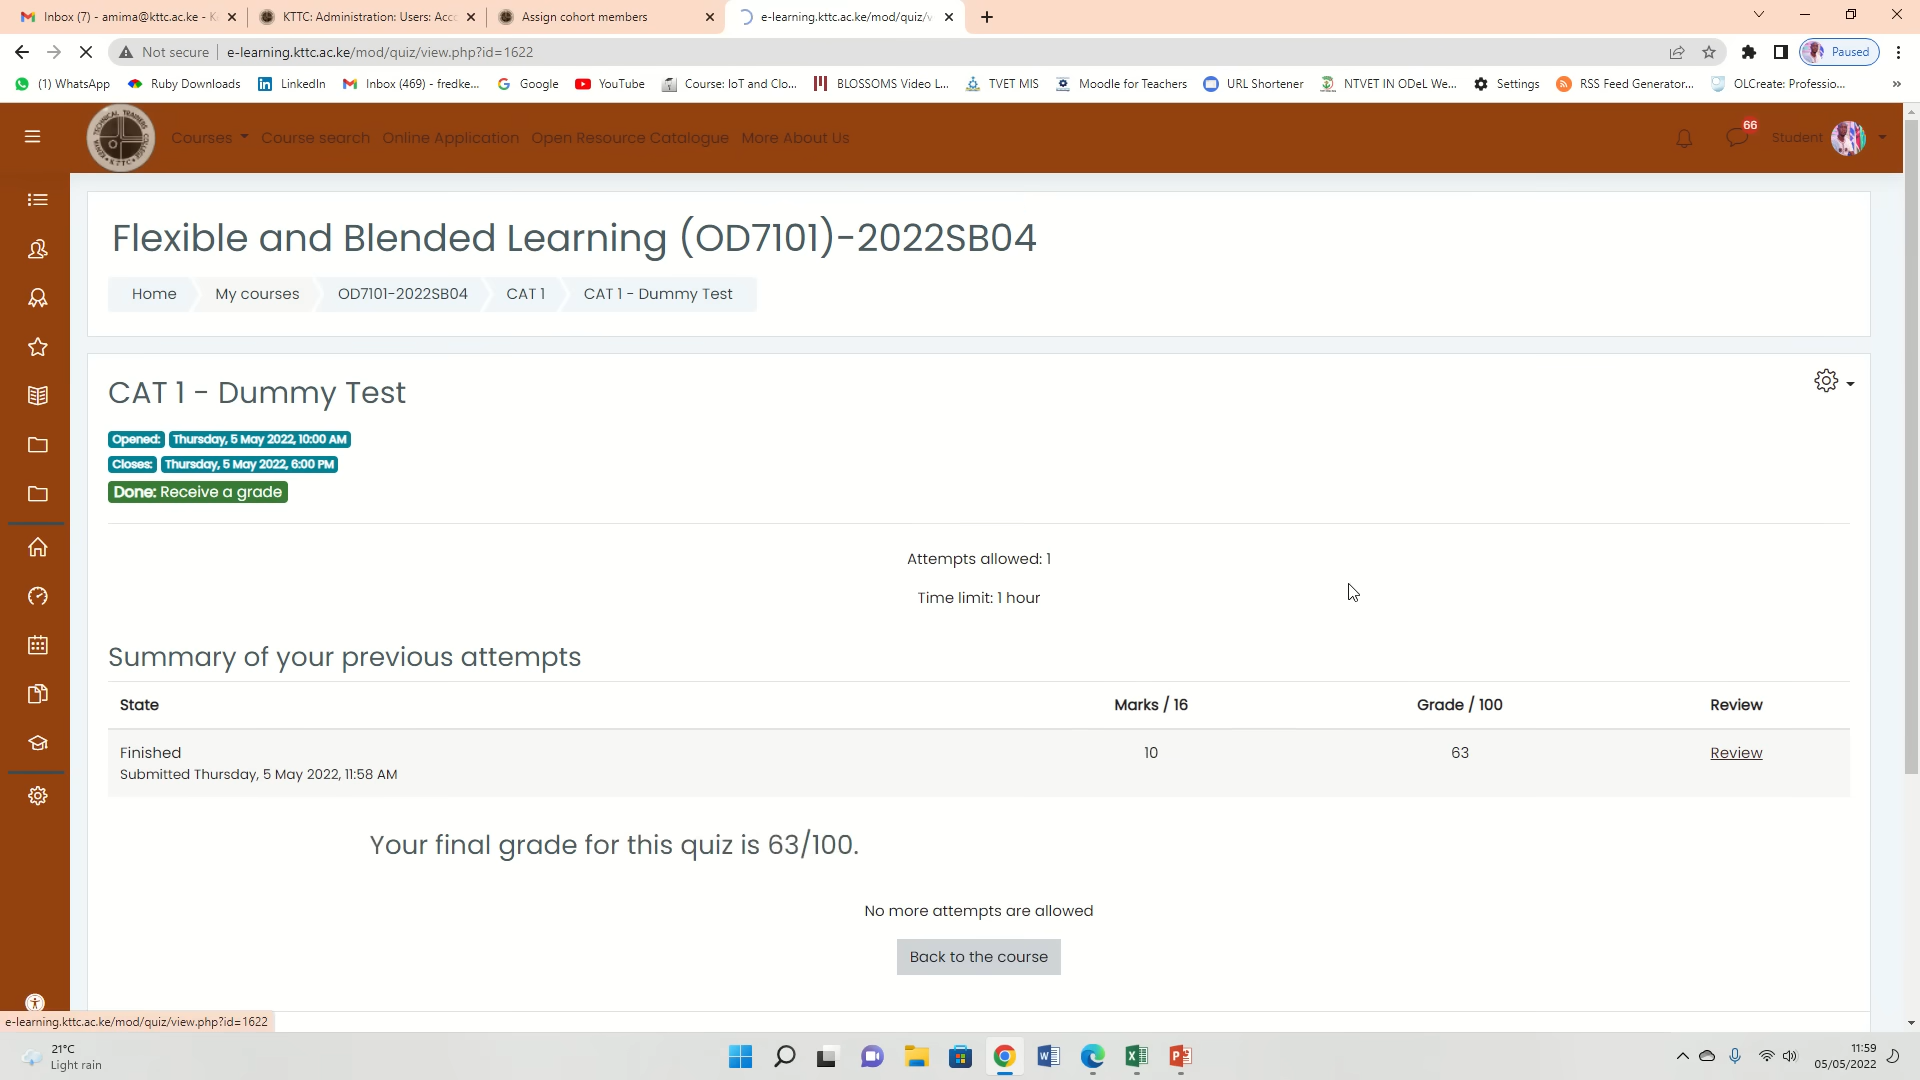 Inbox (7) - amima@kttc.ac.ke - K
KTTC: Administration: Users: Acco
Assign cohort members
e-learning.kttc.ac.ke/mod/quiz/v
Not secure
e-learning.kttc.ac.ke/mod/quiz/view.php?id=1622
Paused
(1) WhatsApp
Ruby Downloads
LinkedIn
Inbox (469) - fredke...
Google
YouTube
Course: IoT and Clo...
BLOSSOMS Video L...
TVET MIS
Moodle for Teachers
URL Shortener
NTVET IN ODeL We...
Settings
RSS Feed Generator...
OLCreate: Professio...
»
Courses
Course search
Online Application
Open Resource Catalogue
More About Us
66
Student
Flexible and Blended Learning (OD7101)-2022SB04
Home
My courses
OD7101-2022SB04
CAT 1
CAT 1 - Dummy Test
CAT 1 - Dummy Test
Opened: Thursday, 5 May 2022, 10:00 AM
Closes: Thursday, 5 May 2022, 6:00 PM
Done: Receive a grade
Attempts allowed: 1
Time limit: 1 hour
Summary of your previous attempts
State
Marks / 16
Grade / 100
Review
Finished
10
63
Review
Submitted Thursday, 5 May 2022, 11:58 AM
Your final grade for this quiz is 63/100.
No more attempts are allowed
Back to the course
e-learning.kttc.ac.ke/mod/quiz/view.php?id=1622
21°C
Light rain
11:59
05/05/2022